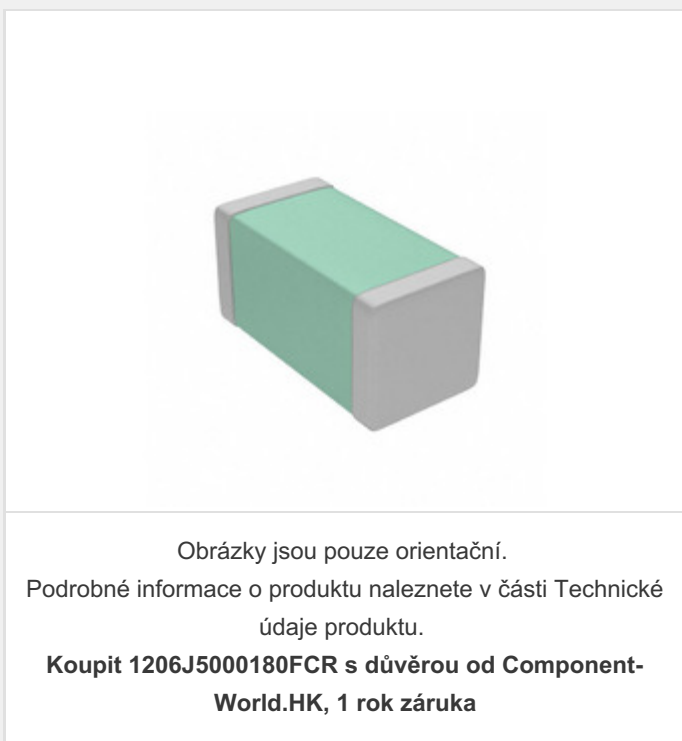 Obrázky jsou pouze orientační.
Podrobné informace o produktu naleznete v části Technické
údaje produktu.
Koupit 1206J5000180FCR s důvěrou od Component-
World.HK, 1 rok záruka